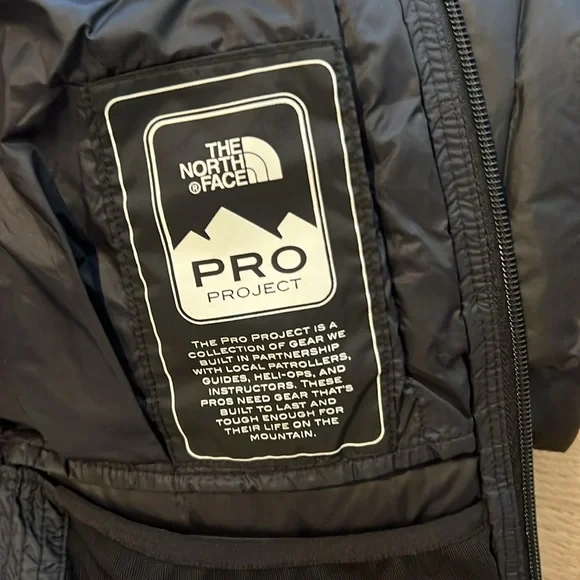 THE
NORTH
®FACE
PRO
PROJECT
THE PRO PROJECT IS A
COLLECTION OF GEAR WE
BUILT IN PARTNERSHIP
WITH LOCAL PATROLLERS,
GUIDES, HELI-OPS, AND
INSTRUCTORS. THESE
PROS NEED GEAR THAT'S
BUILT TO LAST AND
TOUGH ENOUGH FOR
THEIR LIFE ON THE
MOUNTAIN.